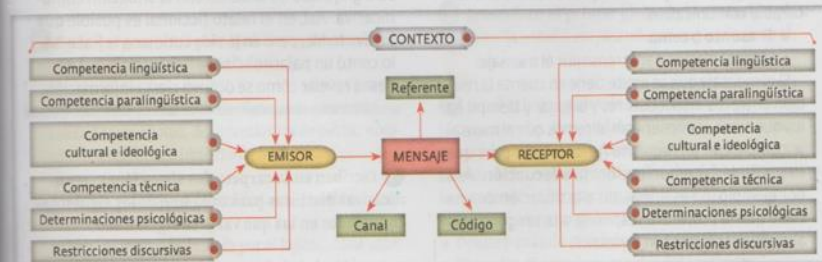 CONTEXTO
Competencia lingüística
Competencia paralingüística
Competencia
cultural e ideológica
Competencia técnica
Determinaciones psicológicas
Restricciones discursivas
EMISOR
Referente
MENSAJE
Canal
Código
RECEPTOR
Competencia lingüística
Competencia paralingüística
Competencia
cultural e ideológica
Competencia técnica
Determinaciones psicológicas
Restricciones discursivas